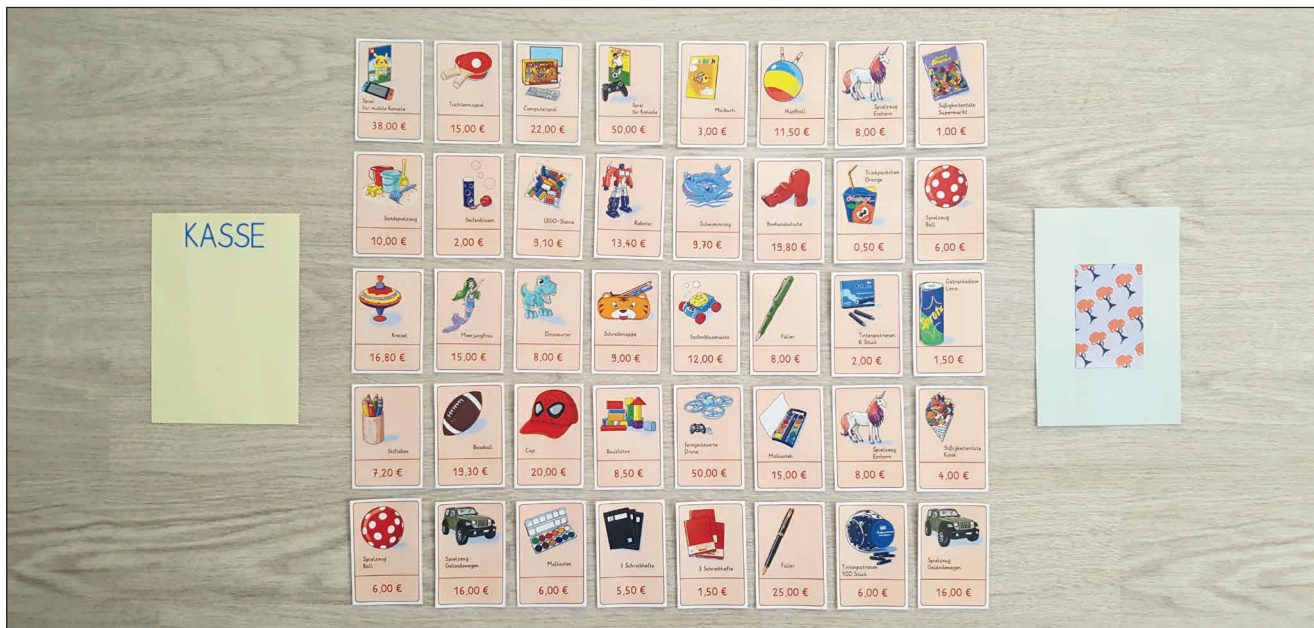 KASSE
Spiel
für mobile Konsole
38,00 €
Tischtennisspiel
15,00 €
Computerspiel
22,00 €
Spiel
für Konsole
50,00 €
Malbuch
3,00 €
Hüpfball
11,50 €
Spielzeug
Einhorn
8,00 €
Süßigkeitentüte
Supermarkt
1,00 €
Sandspielzeug
10,00 €
Seifenblasen
2,00 €
LEGO-Steine
9,10 €
Roboter
13,40 €
Schwimmring
9,70 €
Boxhandschuhe
19,80 €
Trinkpäckchen
Orange
Orange
0,50 €
Spielzeug
Ball
6,00 €
Kreisel
16,80 €
Meerjungfrau
15,00 €
Dinosaurier
8,00 €
Schreibmappe
9,00 €
Seifenblasenauto
12,00 €
Füller
8,00 €
Tintenpatronen
6 Stück
2,00 €
Getränkedose
Limo
1,50 €
Stifteben
7,20 €
Baseball
19,30 €
Cap
20,00 €
Bauklötze
8,50 €
ferngesteuerte
Drone
50,00 €
Malkasten
15,00 €
Spielzeug
Einhorn
8,00 €
Süßigkeitentüte
Kiosk
4,00 €
Spielzeug
Ball
6,00 €
Spielzeug
Geländewagen
16,00 €
Malkasten
6,00 €
3 Schreibhefte
5,50 €
3 Schreibhefte
1,50 €
Füller
25,00 €
Tintenpatronen
100 Stück
6,00 €
Spielzeug
Geländewagen
16,00 €